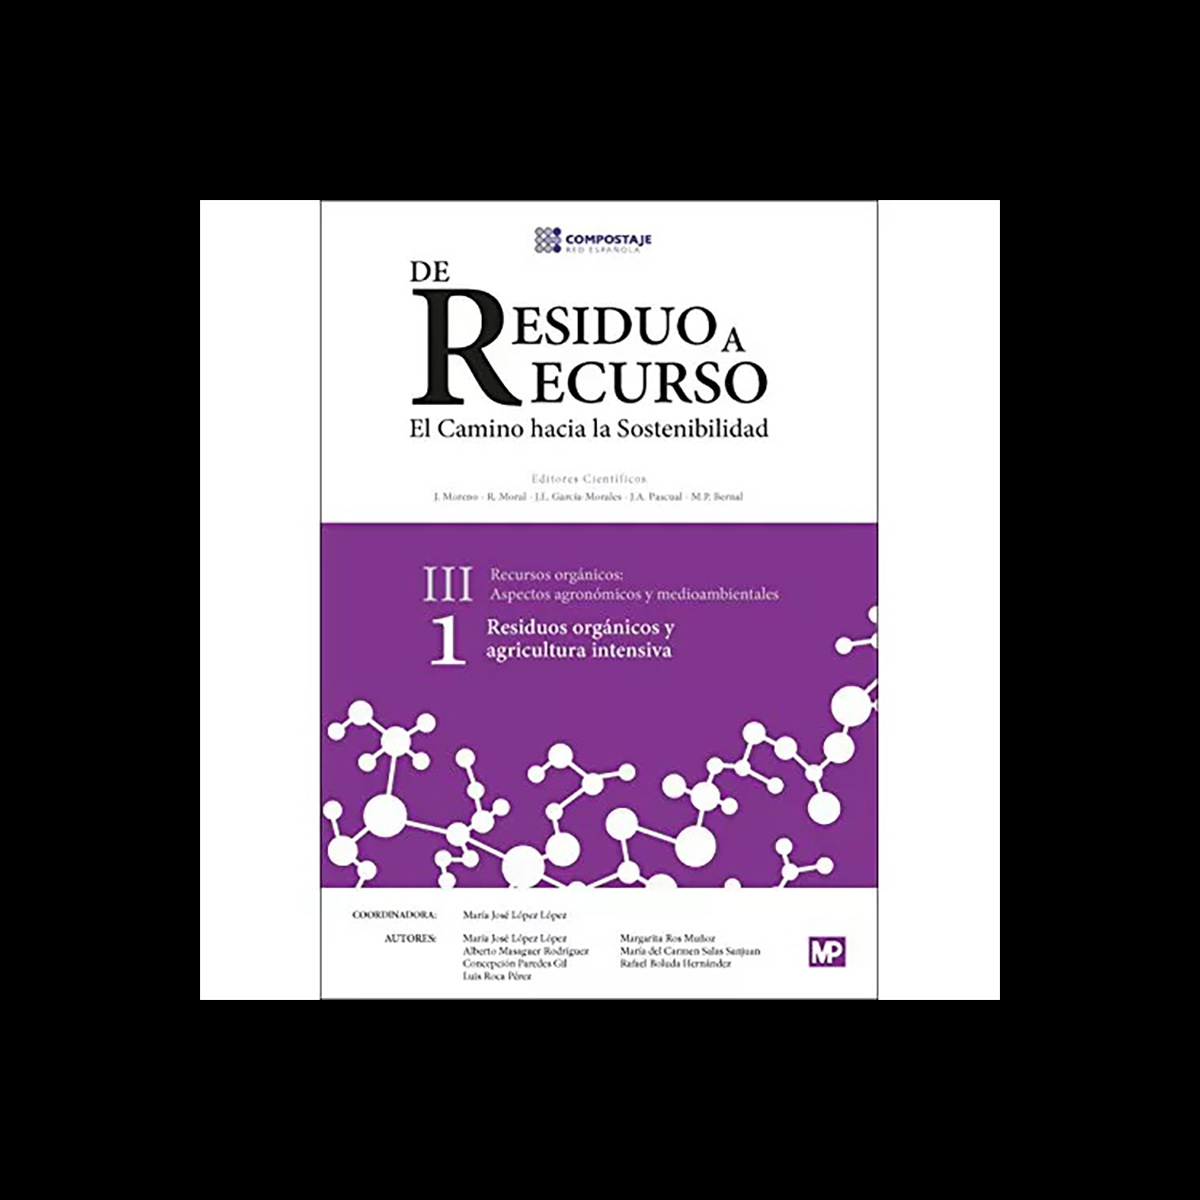 COMPOSTAJE
RED ESPAÑOLA
DE
RESIDUO A
RECURSO
El Camino hacia la Sostenibilidad
Editores Científicos
J. Moreno · R. Moral · J.L. García-Morales · J.A. Pascual · M.P. Bernal
III Recursos orgánicos:
Aspectos agronómicos y medioambientales
1 Residuos orgánicos y
agricultura intensiva
COORDINADORA: María José López López
AUTORES: María José López López
Alberto Masaguer Rodríguez
Concepción Paredes Gil
Luis Roca Pérez
Margarita Ros Muñoz
María del Carmen Salas Sanjuan
Rafael Boluda Hernández
MP